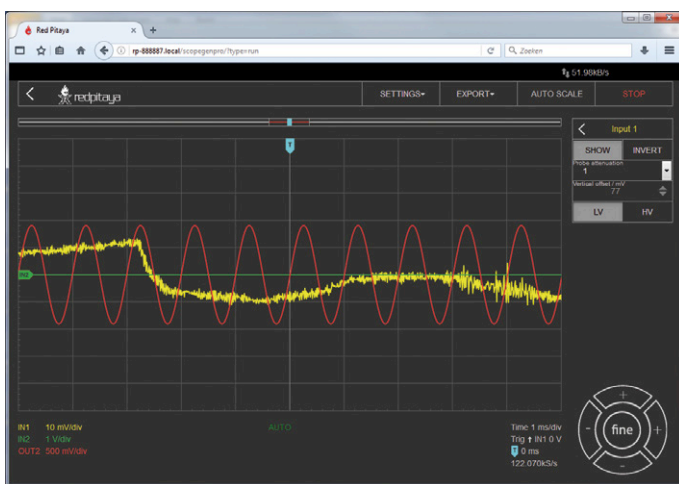 Red Pitaya
rp-888887.local/scopegenpro/?type=run
Zoeken
51.98kB/s
redpitaya
SETTINGS
EXPORT
AUTO SCALE
STOP
Input 1
SHOW INVERT
Probe attenuation
1
Vertical offset / mV
77
LV HV
T
IN2
IN1 10 mV/div
IN2 1 V/div
OUT2 500 mV/div
AUTO
Time 1 ms/div
Trig IN1 0 V
T 0 ms
122.070kS/s
+
- fine +
-